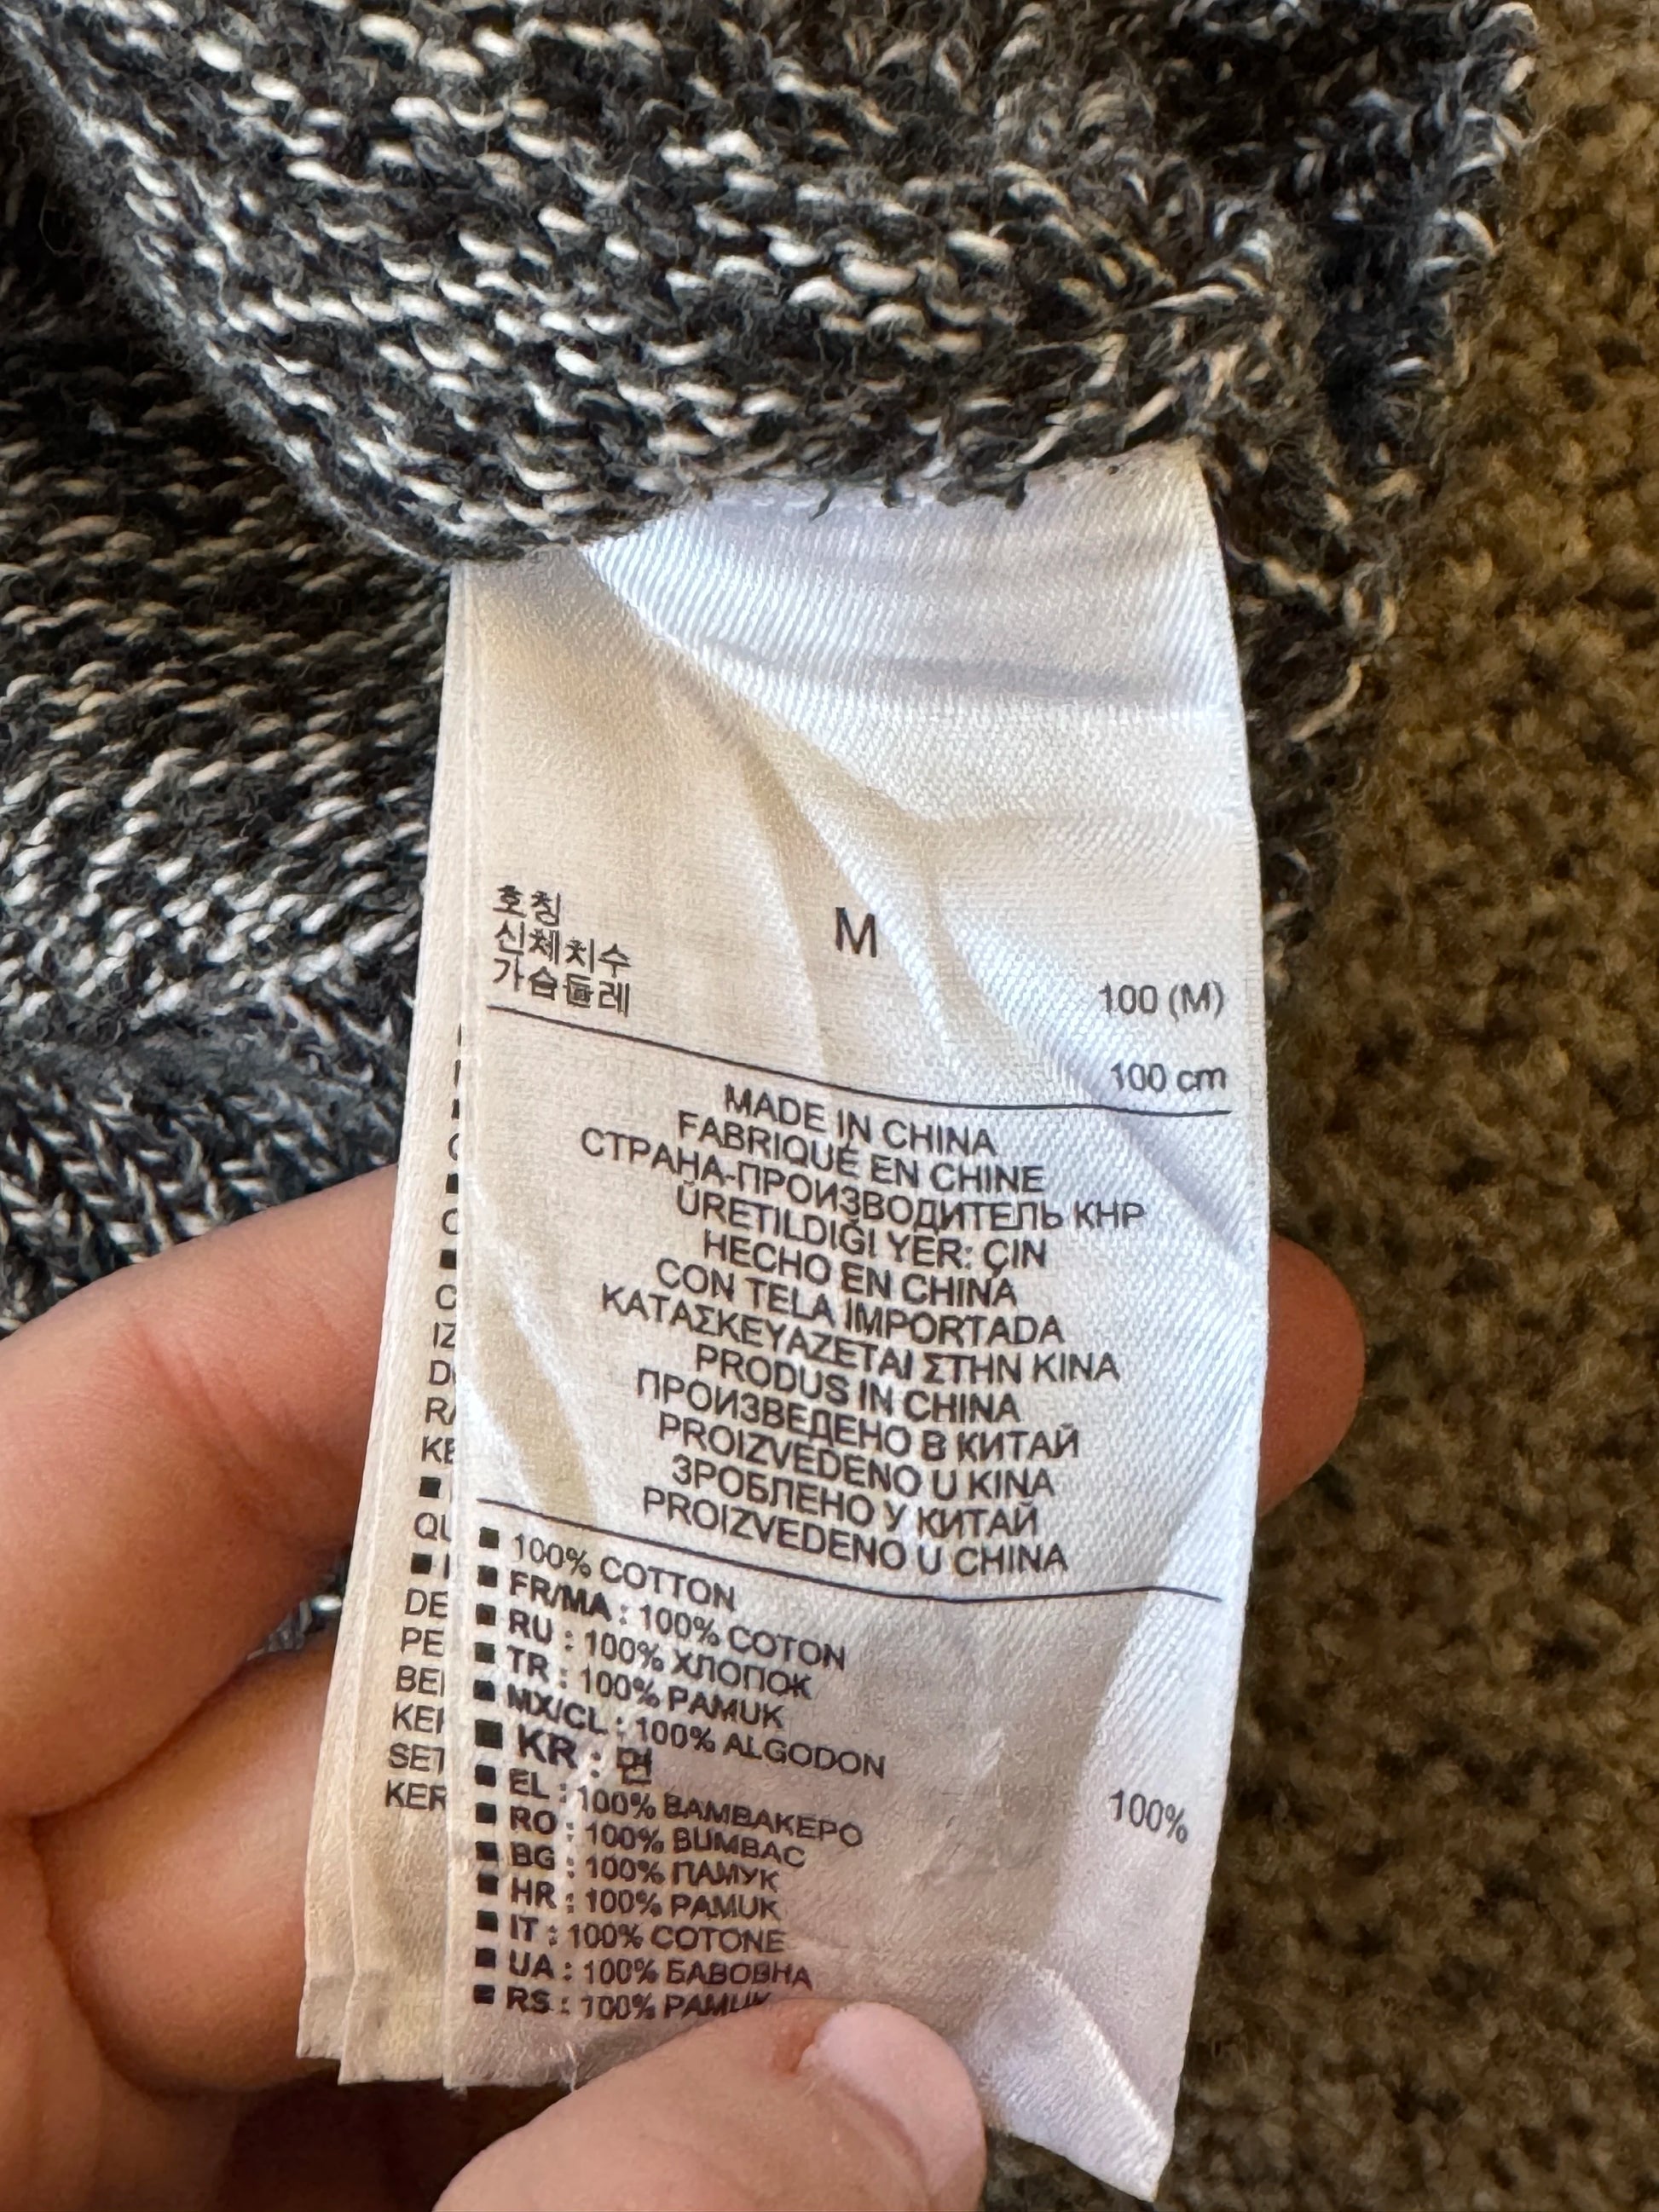 호칭
M
신체치수
100 (M)
가슴둘레
100 cm
MADE IN CHINA
FABRIQUÉ EN CHINE
СТРАНА-ПРОИЗВОДИТЕЛЬ КНР
ÜRETILDIĞI YER: ÇIN
HECHO EN CHINA
CON TELA IMPORTADA
ΚΑΤΑΣΚΕΥΑΖΕΤΑΙ ΣΤΗΝ ΚΙΝΑ
PRODUS IN CHINA
ПРОИЗВЕДЕНО В КИТАЙ
PROIZVEDENO U KINA
ЗРОБЛЕНО У КИТАЙ
PROIZVEDENO U CHINA
■ 100% COTTON
■ FR/MA : 100% COTON
■ RU : 100% ХЛОПОК
■ TR : 100% PAMUK
■ MX/CL : 100% ALGODON
■ KR : 면 100%
■ EL : 100% ΒΑΜΒΑΚΕΡΟ
■ RO : 100% BUMBAC
■ BG : 100% ПАМУК
■ HR : 100% PAMUK
■ IT : 100% COTONE
■ UA : 100% БАВОВНА
■ RS : 100% PAMUK